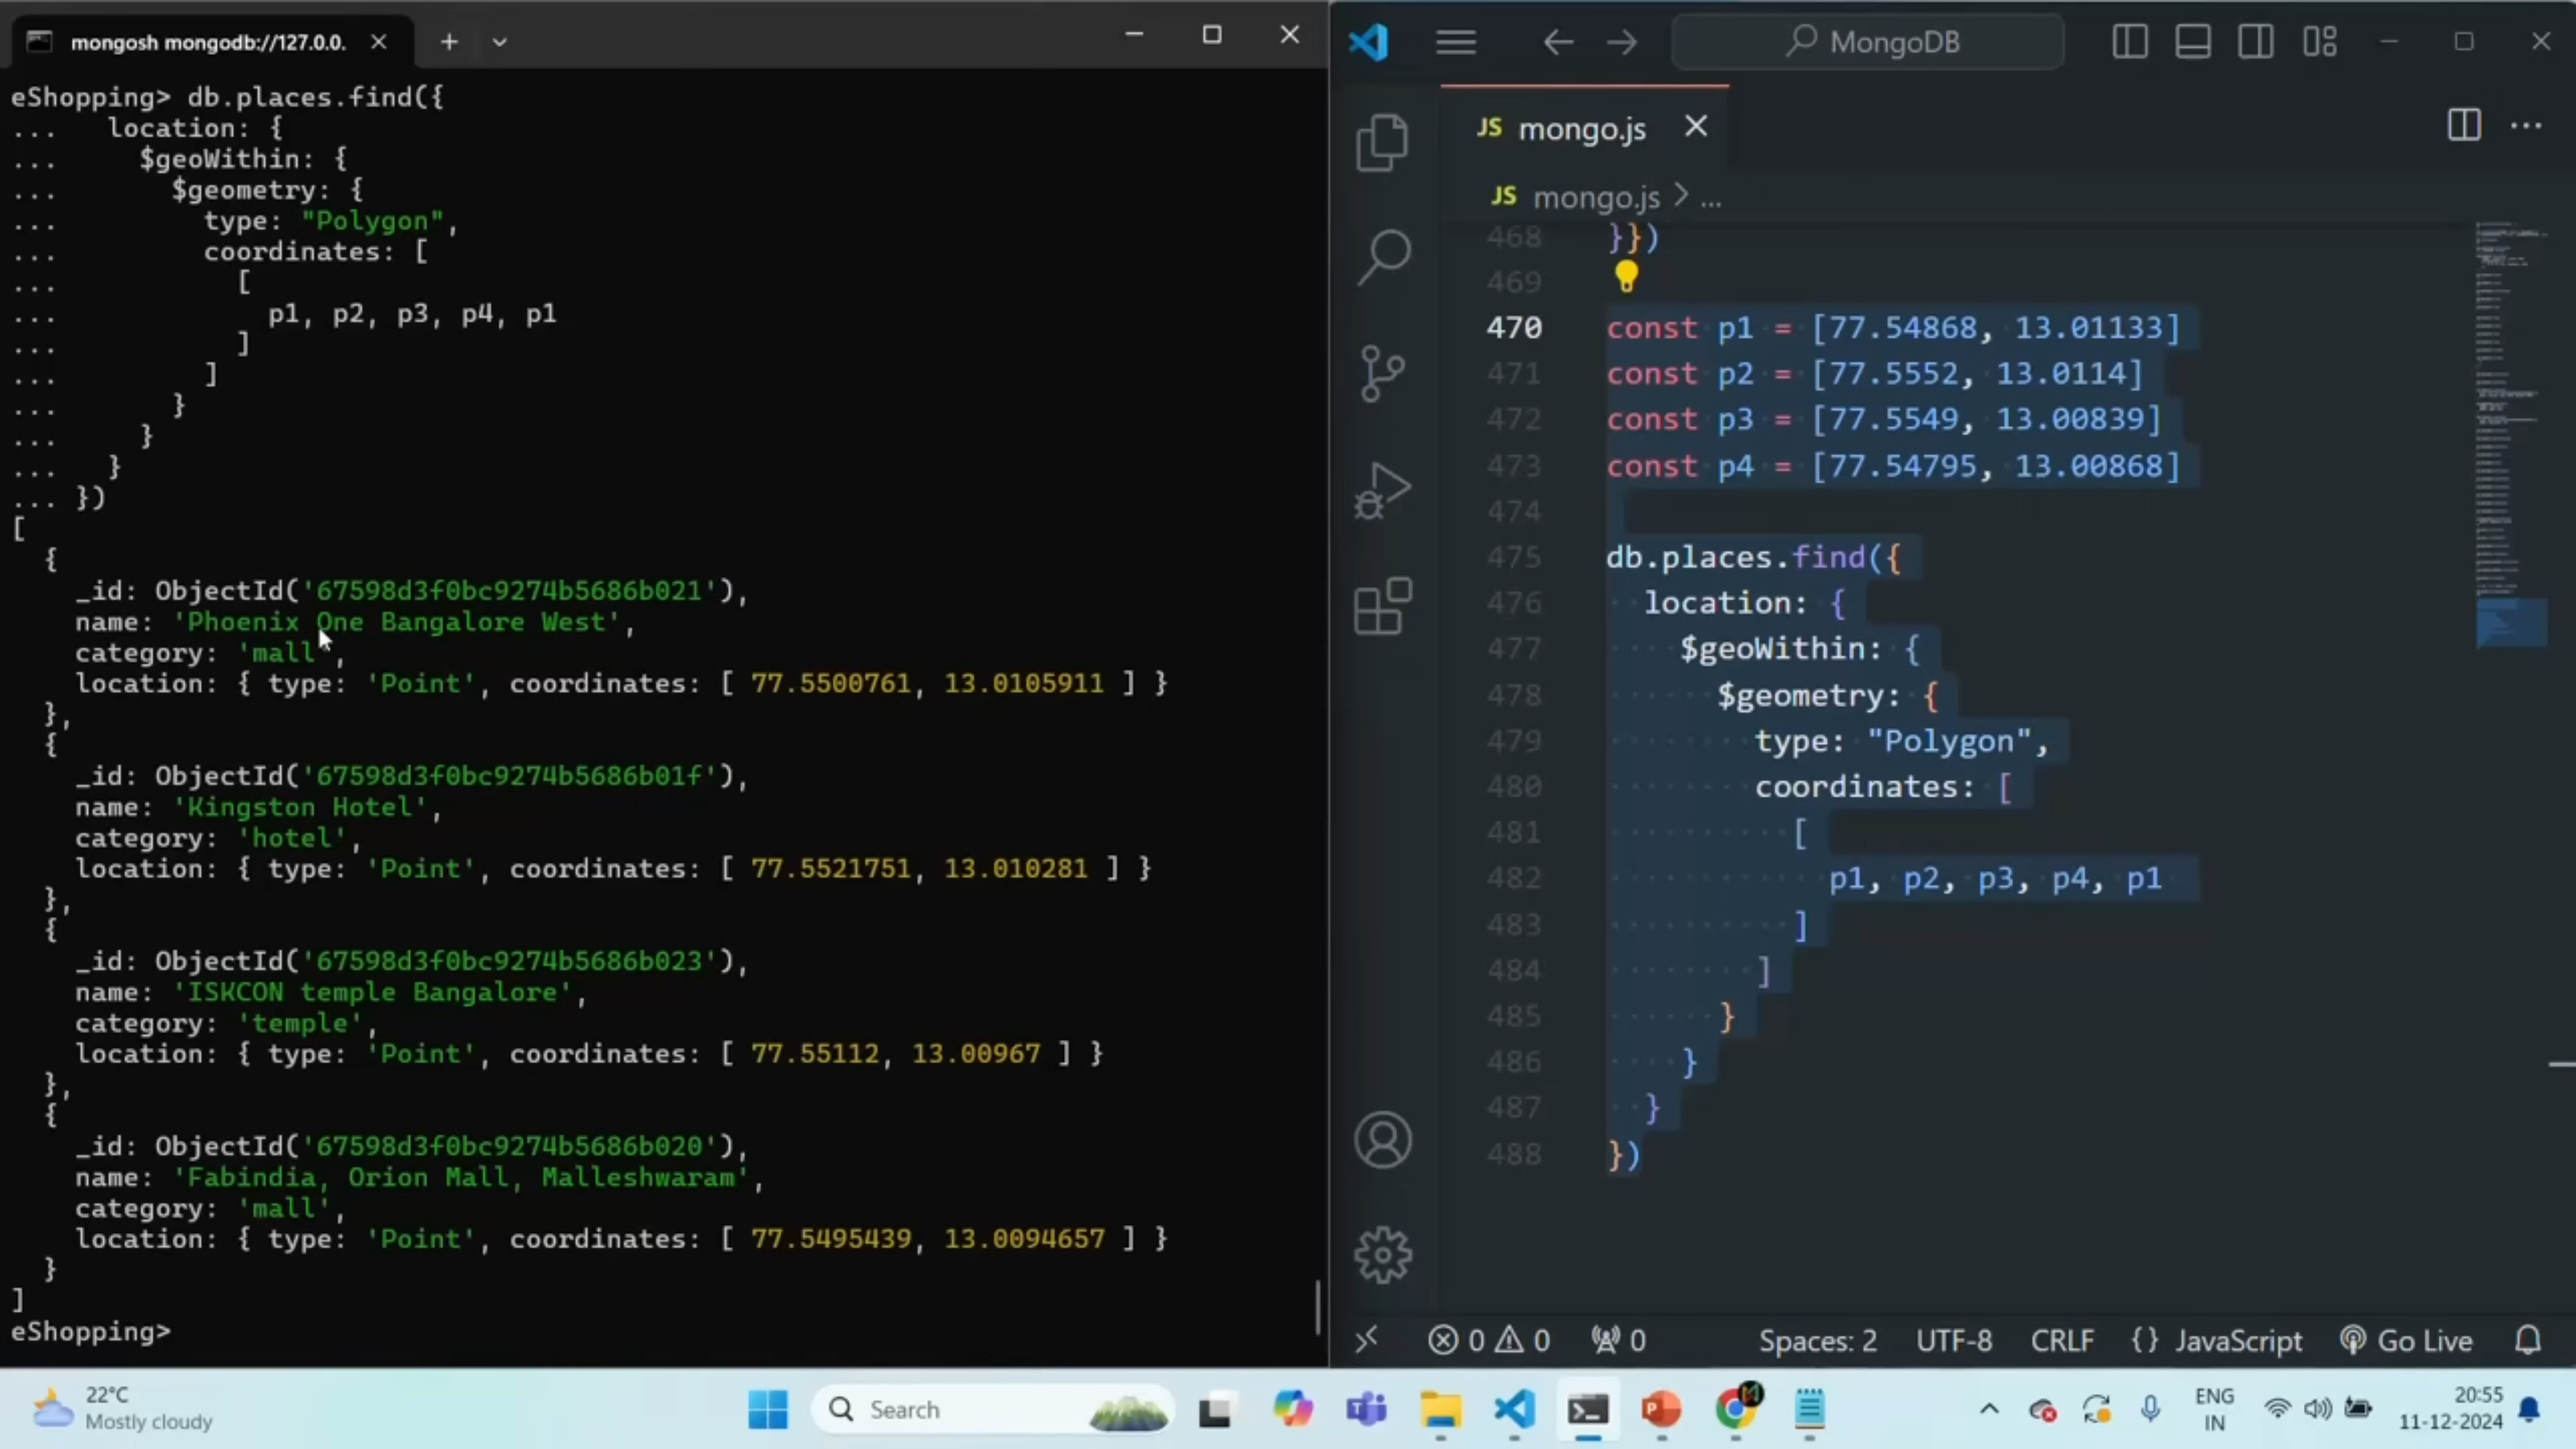 mongosh mongodb://127.0.0.
eShopping> db.places.find({
...    location: {
...      $geoWithin: {
...        $geometry: {
...          type: "Polygon",
...          coordinates: [
...            [
...              p1, p2, p3, p4, p1
...            ]
...          ]
...        }
...      }
...    }
... })
[
  {
    _id: ObjectId('67598d3f0bc9274b5686b021'),
    name: 'Phoenix One Bangalore West',
    category: 'mall',
    location: { type: 'Point', coordinates: [ 77.5500761, 13.0105911 ] }
  },
  {
    _id: ObjectId('67598d3f0bc9274b5686b01f'),
    name: 'Kingston Hotel',
    category: 'hotel',
    location: { type: 'Point', coordinates: [ 77.5521751, 13.010281 ] }
  },
  {
    _id: ObjectId('67598d3f0bc9274b5686b023'),
    name: 'ISKCON temple Bangalore',
    category: 'temple',
    location: { type: 'Point', coordinates: [ 77.55112, 13.00967 ] }
  },
  {
    _id: ObjectId('67598d3f0bc9274b5686b020'),
    name: 'Fabindia, Orion Mall, Malleshwaram',
    category: 'mall',
    location: { type: 'Point', coordinates: [ 77.5495439, 13.0094657 ] }
  }
]
eShopping>
MongoDB
JS mongo.js
JS mongo.js > ...
468 }})
469
470 const p1 = [77.54868, 13.01133]
471 const p2 = [77.5552, 13.0114]
472 const p3 = [77.5549, 13.00839]
473 const p4 = [77.54795, 13.00868]
474
475 db.places.find({
476   location: {
477     $geoWithin: {
478       $geometry: {
479         type: "Polygon",
480         coordinates: [
481           [
482             p1, p2, p3, p4, p1
483           ]
484         ]
485       }
486     }
487   }
488 })
0 0 0 Spaces: 2 UTF-8 CRLF {} JavaScript Go Live
22°C
Mostly cloudy
Search
ENG
IN
20:55
11-12-2024